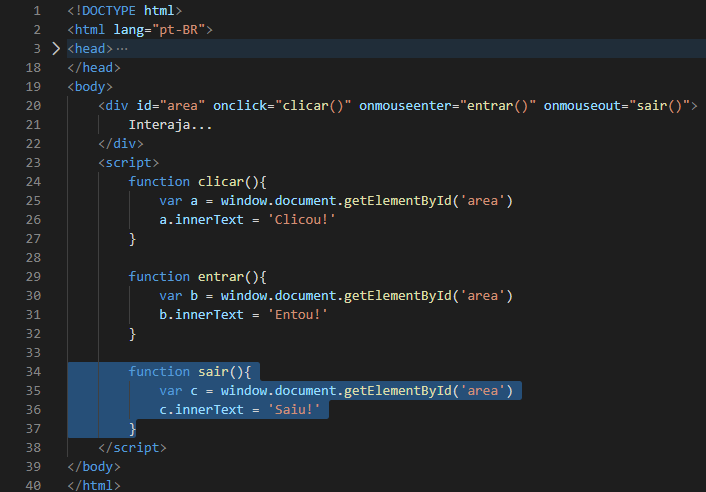 1 <!DOCTYPE html>
2 <html lang="pt-BR">
3 > <head> ...
18 </head>
19 <body>
20 <div id="area" onclick="clicar()" onmouseenter="entrar()" onmouseout="sair()">
21 Interaja...
22 </div>
23 <script>
24 function clicar(){
25 var a = window.document.getElementById('area')
26 a.innerText = 'Clicou!'
27 }
28
29 function entrar(){
30 var b = window.document.getElementById('area')
31 b.innerText = 'Entou!'
32 }
33
34 function sair(){
35 var c = window.document.getElementById('area')
36 c.innerText = 'Saiu!'
37 }
38 </script>
39 </body>
40 </html>